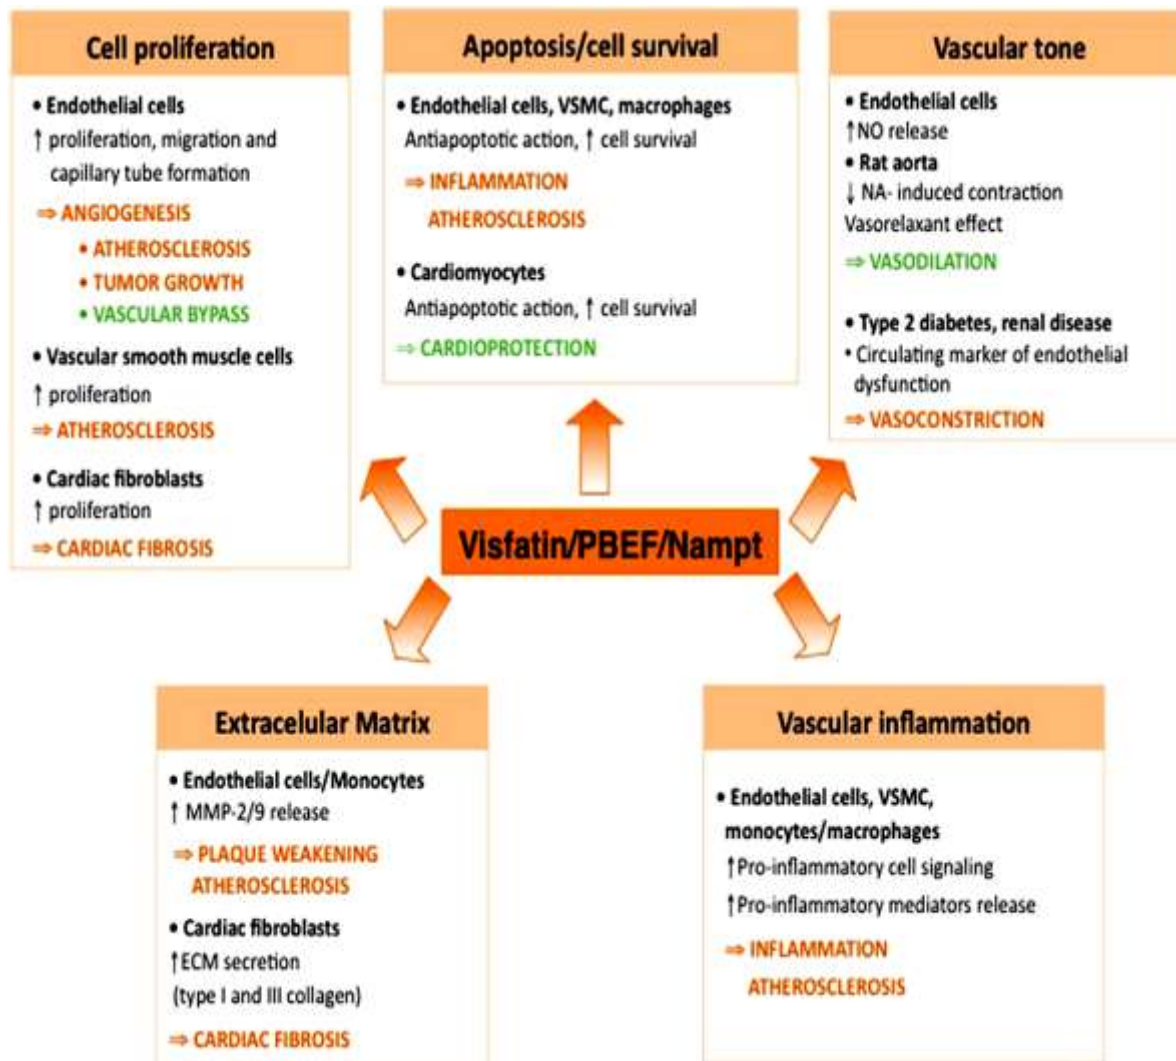 Cell proliferation
• Endothelial cells
↑ proliferation, migration and
capillary tube formation
⇒ ANGIOGENESIS
• ATHEROSCLEROSIS
• TUMOR GROWTH
• VASCULAR BYPASS
• Vascular smooth muscle cells
↑ proliferation
⇒ ATHEROSCLEROSIS
• Cardiac fibroblasts
↑ proliferation
⇒ CARDIAC FIBROSIS
Apoptosis/cell survival
• Endothelial cells, VSMC, macrophages
Antiapoptotic action, ↑ cell survival
⇒ INFLAMMATION
ATHEROSCLEROSIS
• Cardiomyocytes
Antiapoptotic action, ↑ cell survival
⇒ CARDIOPROTECTION
Vascular tone
• Endothelial cells
↑NO release
• Rat aorta
↓ NA- induced contraction
Vasorelaxant effect
⇒ VASODILATION
• Type 2 diabetes, renal disease
• Circulating marker of endothelial
dysfunction
⇒ VASOCONSTRICTION
Visfatin/PBEF/Nampt
Extracelular Matrix
• Endothelial cells/Monocytes
↑ MMP-2/9 release
⇒ PLAQUE WEAKENING
ATHEROSCLEROSIS
• Cardiac fibroblasts
↑ECM secretion
(type I and III collagen)
⇒ CARDIAC FIBROSIS
Vascular inflammation
• Endothelial cells, VSMC,
monocytes/macrophages
↑Pro-inflammatory cell signaling
↑Pro-inflammatory mediators release
⇒ INFLAMMATION
ATHEROSCLEROSIS